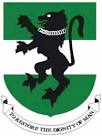 TO RESTORE THE DIGNITY OF MAN